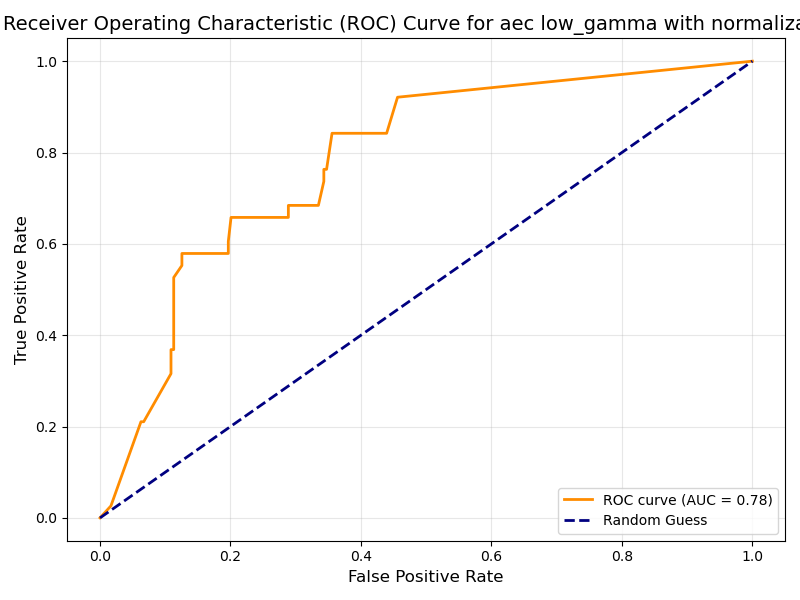 Receiver Operating Characteristic (ROC) Curve for aec low_gamma with normaliza
1.0
0.8
0.6
0.4
0.2
0.0
True Positive Rate
ROC curve (AUC = 0.78)
Random Guess
0.0 0.2 0.4 0.6 0.8 1.0
False Positive Rate